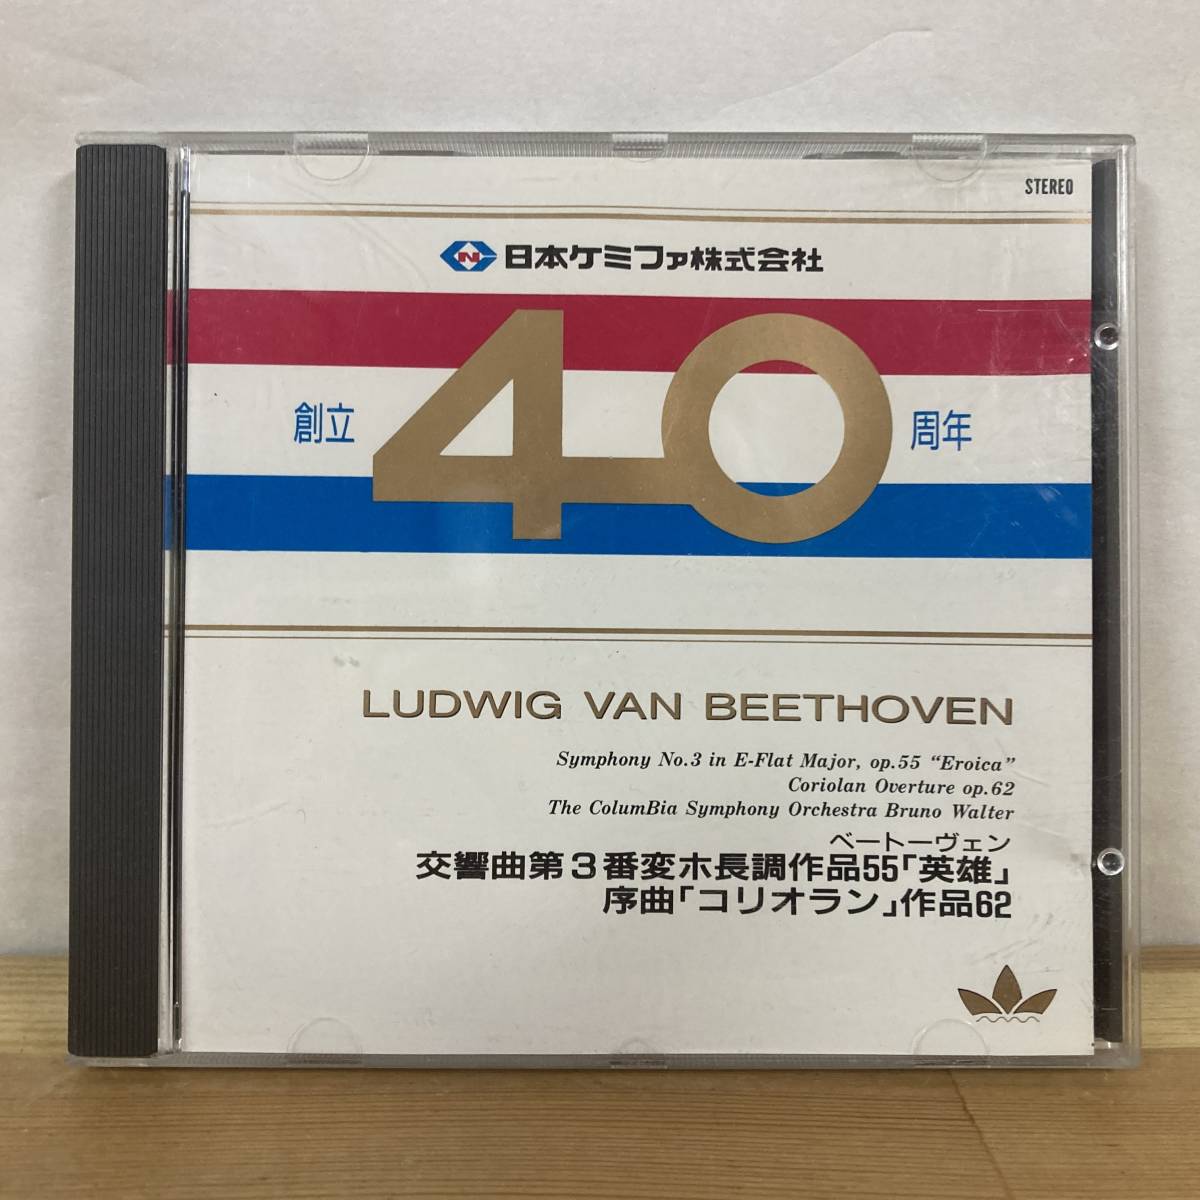 STEREO
N 日本ケミファ株式会社
創立 40 周年
LUDWIG VAN BEETHOVEN
Symphony No.3 in E-Flat Major, op.55 “Eroica”
Coriolan Overture op.62
The ColumBia Symphony Orchestra Bruno Walter
ベートーヴェン
交響曲第3番変ホ長調作品55「英雄」
序曲「コリオラン」作品62